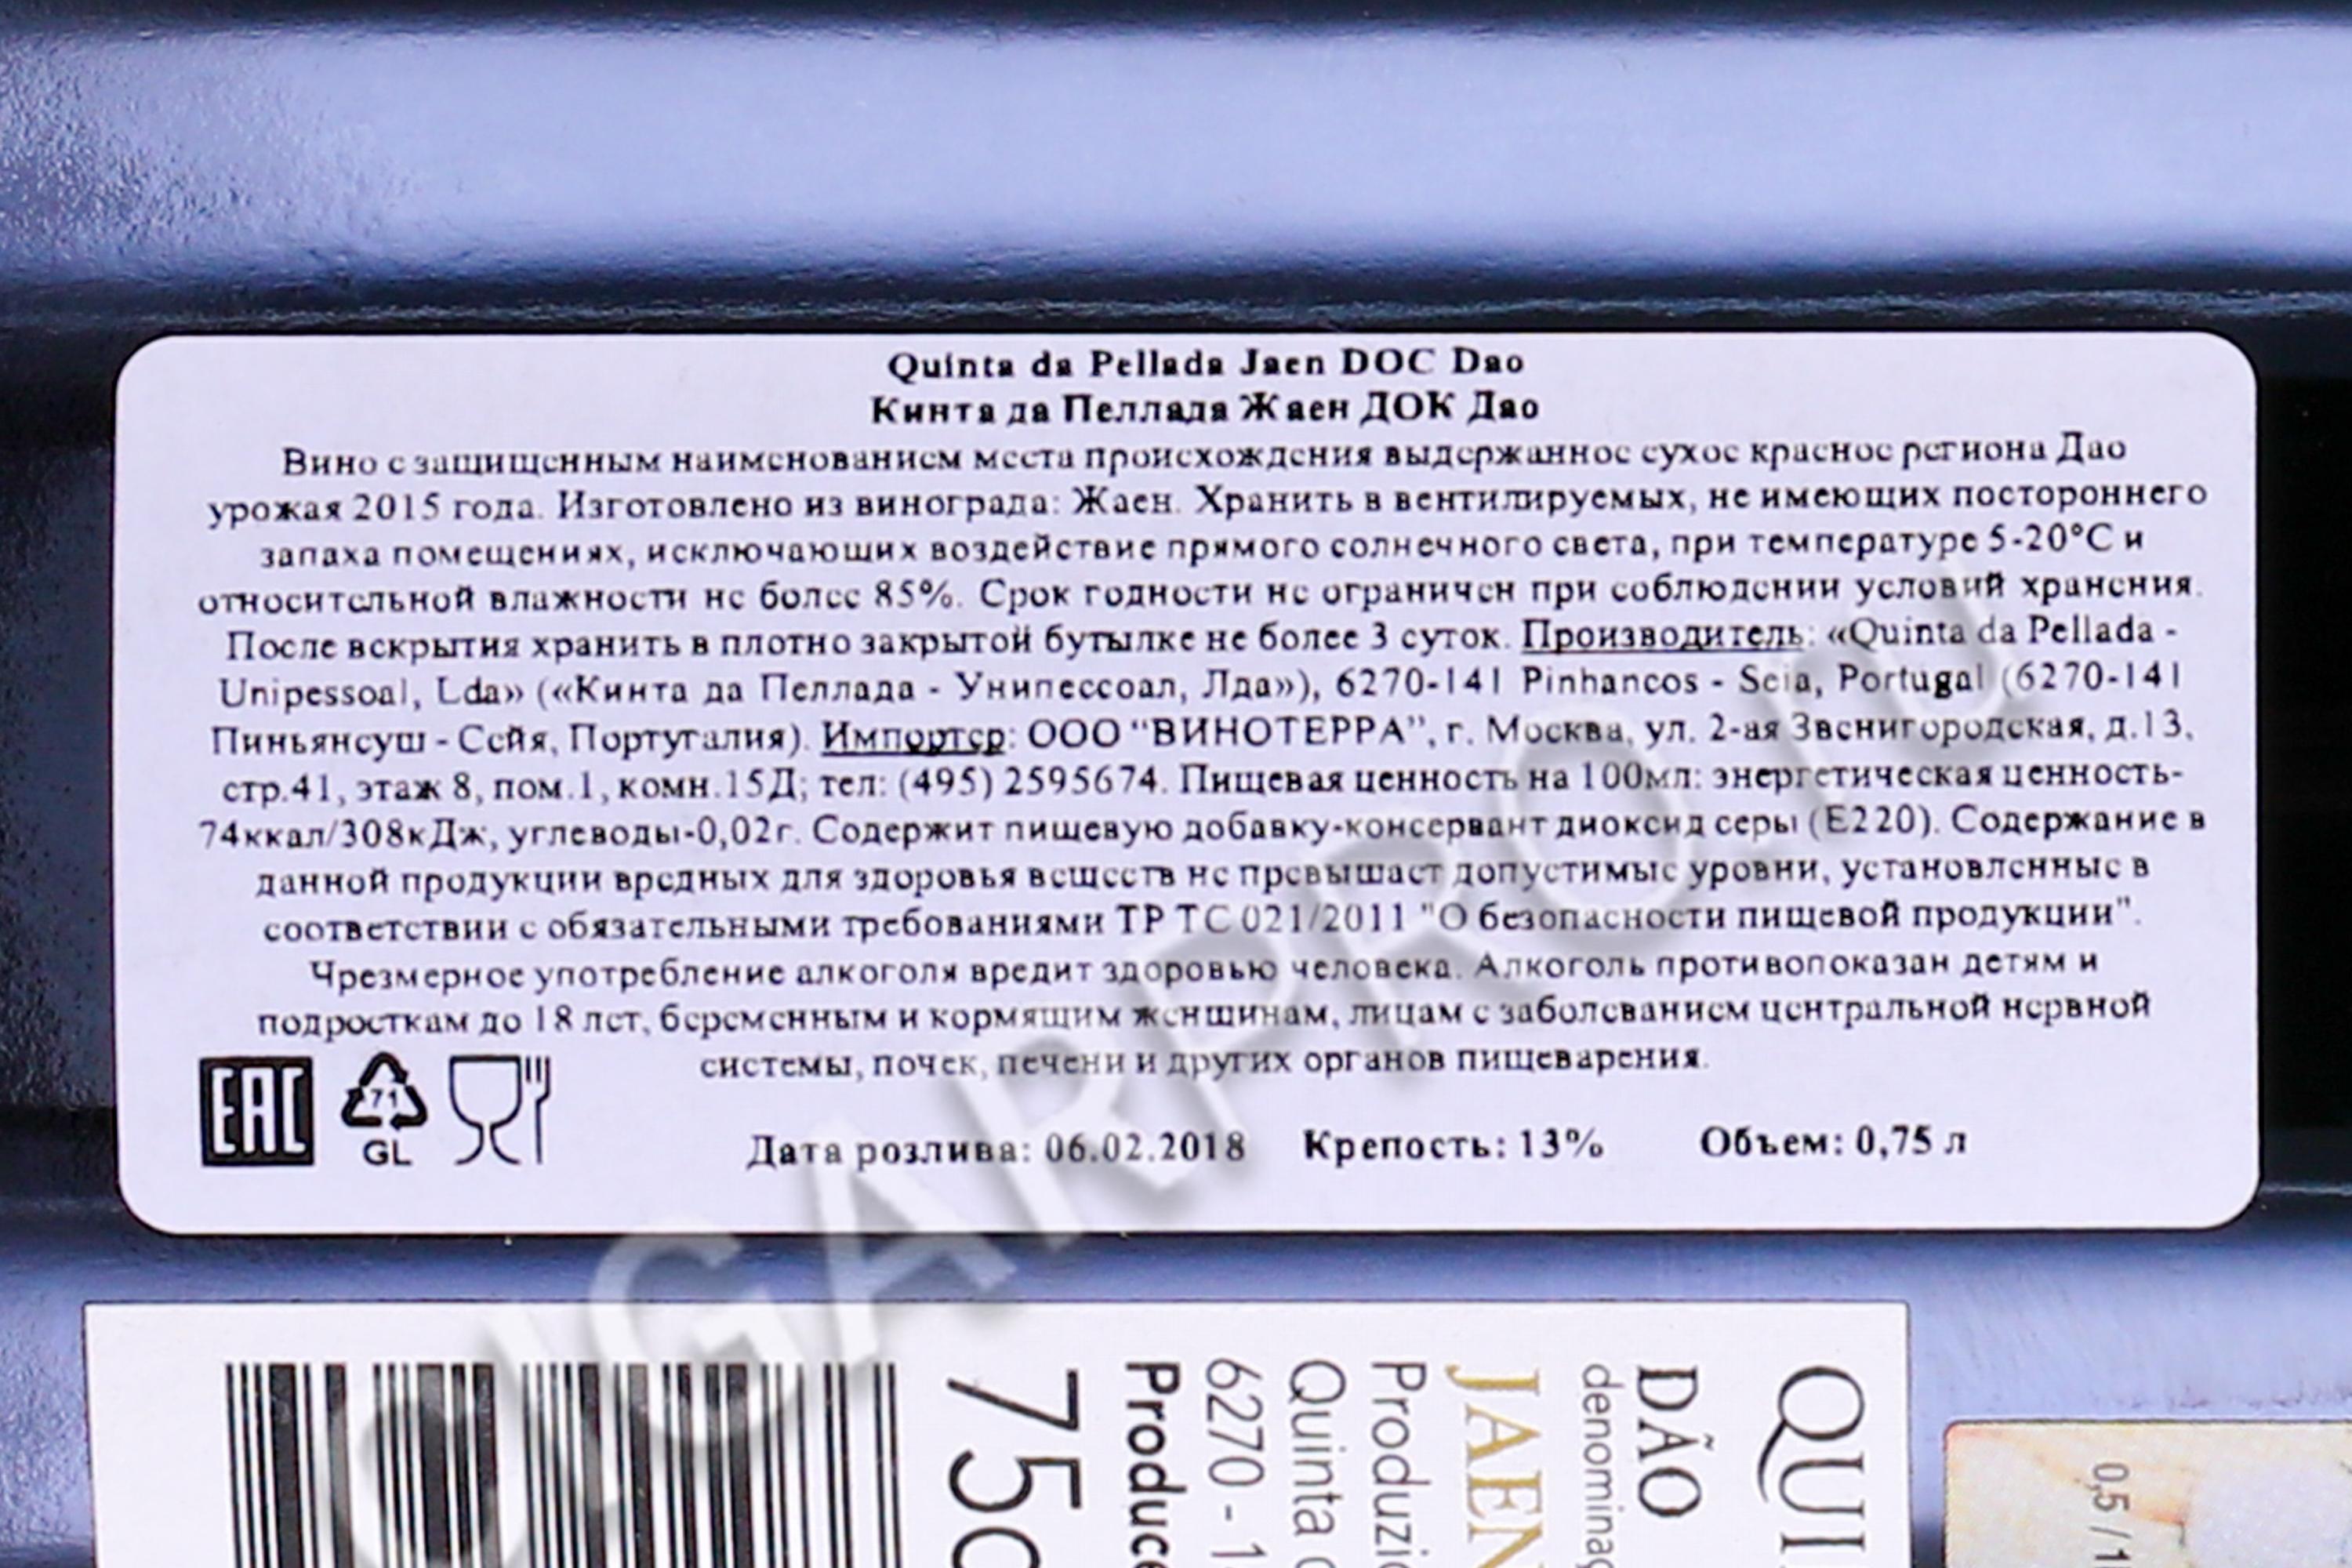 Quinta da Pellada Jaen DOC Dao
Кинта да Пеллада Жаен ДОК Дао
Вино с защищенным наименованием места происхождения выдержанное сухое красное региона Дао
урожая 2015 года. Изготовлено из винограда: Жаен. Хранить в вентилируемых, не имеющих постороннего
запаха помещениях, исключающих воздействие прямого солнечного света, при температуре 5-20°С и
относительной влажности не более 85%. Срок годности не ограничен при соблюдении условий хранения.
После вскрытия хранить в плотно закрытой бутылке не более 3 суток. Производитель: «Quinta da Pellada -
Unipessoal, Lda» («Кинта да Пеллада - Унипессоал, Лда»), 6270-141 Pinhancos - Seia, Portugal (6270-141
Пиньянсуш - Сейя, Португалия). Импортер: ООО “ВИНОТЕРРА”, г. Москва, ул. 2-ая Звенигородская, д.13,
стр.41, этаж 8, пом.1, комн.15Д; тел: (495) 2595674. Пищевая ценность на 100мл: энергетическая ценность-
74ккал/308кДж, углеводы-0,02г. Содержит пищевую добавку-консервант диоксид серы (Е220). Содержание в
данной продукции вредных для здоровья веществ не превышает допустимые уровни, установленные в
соответствии с обязательными требованиями ТР ТС 021/2011 "О безопасности пищевой продукции".
Чрезмерное употребление алкоголя вредит здоровью человека. Алкоголь противопоказан детям и
подросткам до 18 лет, беременным и кормящим женщинам, лицам с заболеванием центральной нервной
системы, почек, печени и других органов пищеварения.
EAC 71 GL
Дата розлива: 06.02.2018 Крепость: 13% Объем: 0,75 л
QUI
DÃO
denominaç
JAEN
Produzi
Quinta d
6270 - 1
Produce
750
0,5 / 1
CIGARPRO.ru